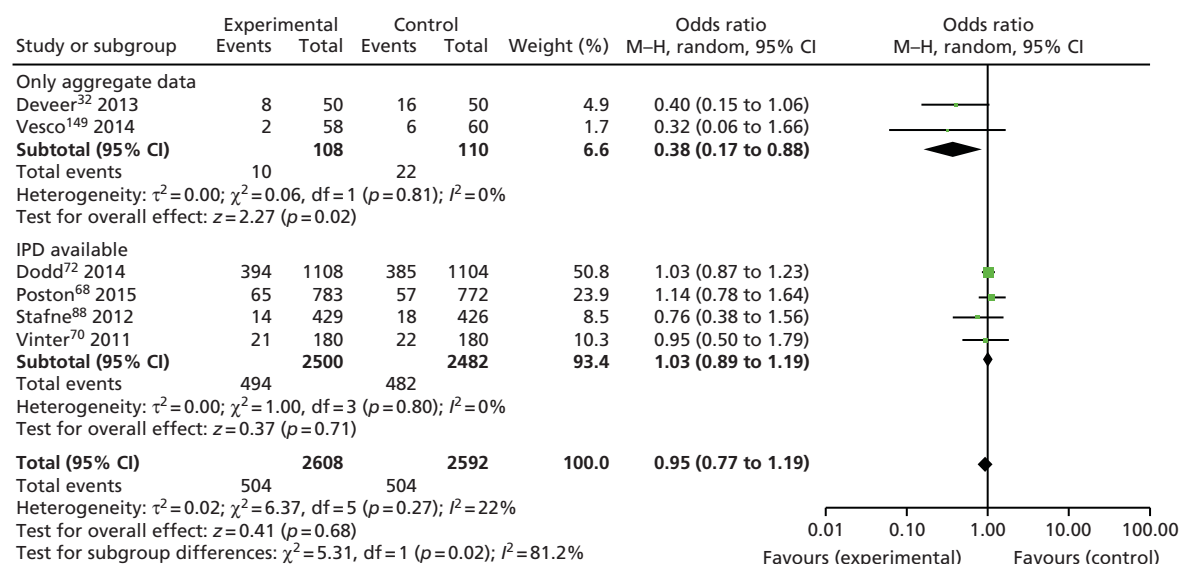 Experimental Control Odds ratio Odds ratio
Study or subgroup Events Total Events Total Weight (%) M–H, random, 95% CI M–H, random, 95% CI
Only aggregate data
Deveer³² 2013 8 50 16 50 4.9 0.40 (0.15 to 1.06)
Vesco¹⁴⁹ 2014 2 58 6 60 1.7 0.32 (0.06 to 1.66)
Subtotal (95% CI) 108 110 6.6 0.38 (0.17 to 0.88)
Total events 10 22
Heterogeneity: τ²=0.00; χ²=0.06, df=1 (p=0.81); I²=0%
Test for overall effect: z=2.27 (p=0.02)
IPD available
Dodd⁷² 2014 394 1108 385 1104 50.8 1.03 (0.87 to 1.23)
Poston⁶⁸ 2015 65 783 57 772 23.9 1.14 (0.78 to 1.64)
Stafne⁸⁸ 2012 14 429 18 426 8.5 0.76 (0.38 to 1.56)
Vinter⁷⁰ 2011 21 180 22 180 10.3 0.95 (0.50 to 1.79)
Subtotal (95% CI) 2500 2482 93.4 1.03 (0.89 to 1.19)
Total events 494 482
Heterogeneity: τ²=0.00; χ²=1.00, df=3 (p=0.80); I²=0%
Test for overall effect: z=0.37 (p=0.71)
Total (95% CI) 2608 2592 100.0 0.95 (0.77 to 1.19)
Total events 504 504
Heterogeneity: τ²=0.02; χ²=6.37, df=5 (p=0.27); I²=22%
Test for overall effect: z=0.41 (p=0.68)
Test for subgroup differences: χ²=5.31, df=1 (p=0.02); I²=81.2%
0.01 0.10 1.00 10.00 100.00
Favours (experimental) Favours (control)